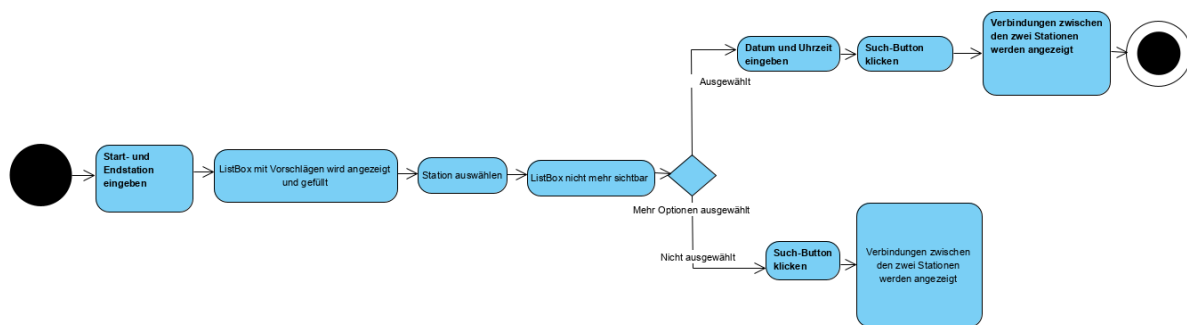 Start- und
Endstation
eingeben
ListBox mit Vorschlägen wird angezeigt
und gefüllt
Station auswählen
ListBox nicht mehr sichtbar
Mehr Optionen ausgewählt
Ausgewählt
Datum und Uhrzeit
eingeben
Such-Button
klicken
Verbindungen zwischen
den zwei Stationen
werden angezeigt
Nicht ausgewählt
Such-Button
klicken
Verbindungen zwischen
den zwei Stationen
werden angezeigt